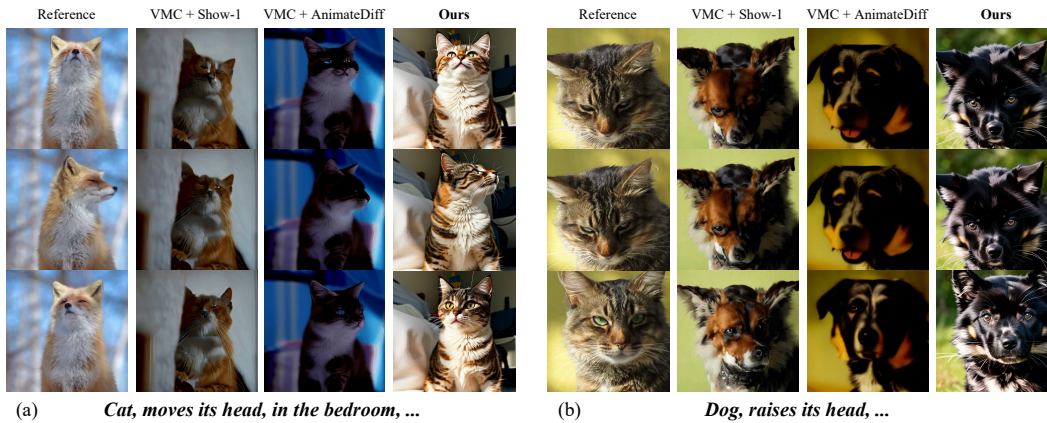 Reference VMC + Show-1 VMC + AnimateDiff Ours
Reference VMC + Show-1 VMC + AnimateDiff Ours
(a) Cat, moves its head, in the bedroom, ...
(b) Dog, raises its head, ...